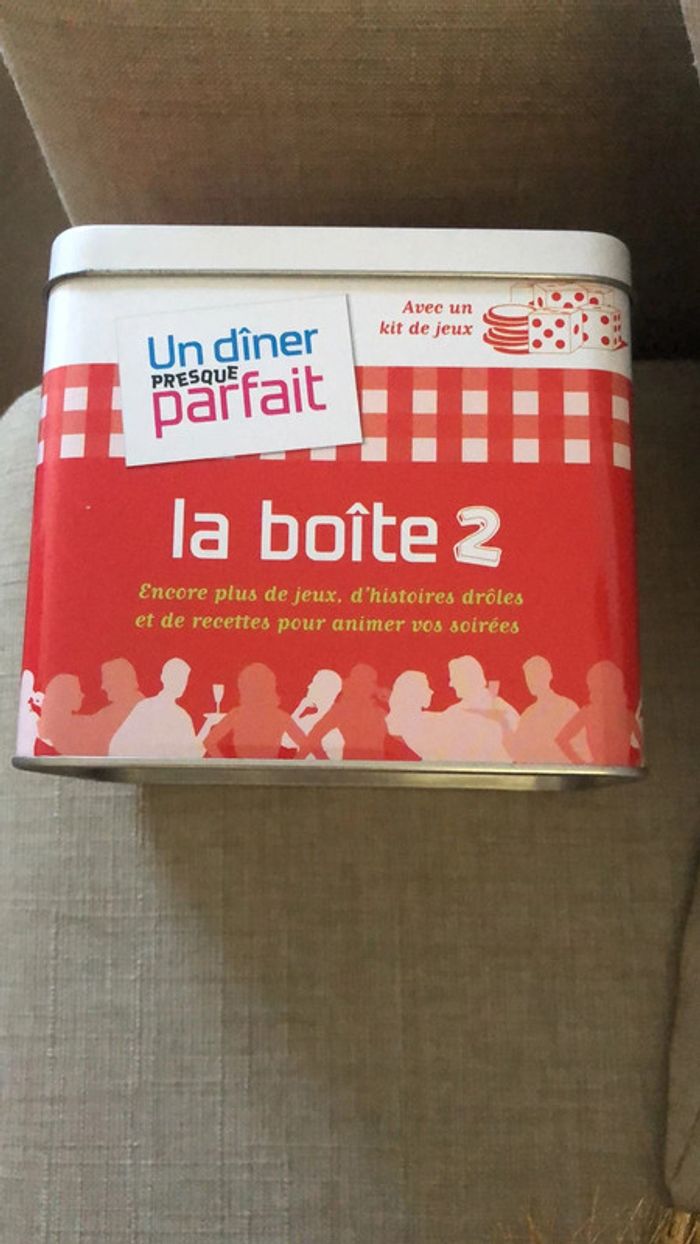 Avec un
kit de jeux
Un dîner
PRESQUE
parfait
la boîte 2
Encore plus de jeux, d'histoires drôles
et de recettes pour animer vos soirées